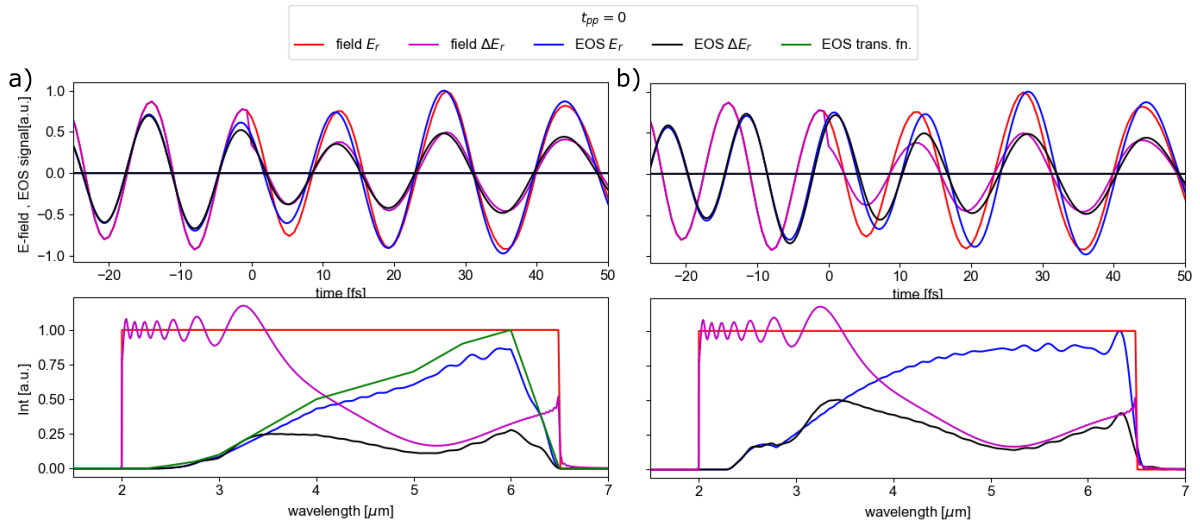 t_pp = 0
field E_r field ΔE_r EOS E_r EOS ΔE_r EOS trans. fn.
a) b)
E-field , EOS signal[a.u.]
1.0
0.5
0.0
−0.5
−1.0
−20 −10 0 10 20 30 40 50
−20 −10 0 10 20 30 40 50
time [fs] time [fs]
Int [a.u.]
1.00
0.75
0.50
0.25
0.00
2 3 4 5 6 7
2 3 4 5 6 7
wavelength [μm] wavelength [μm]